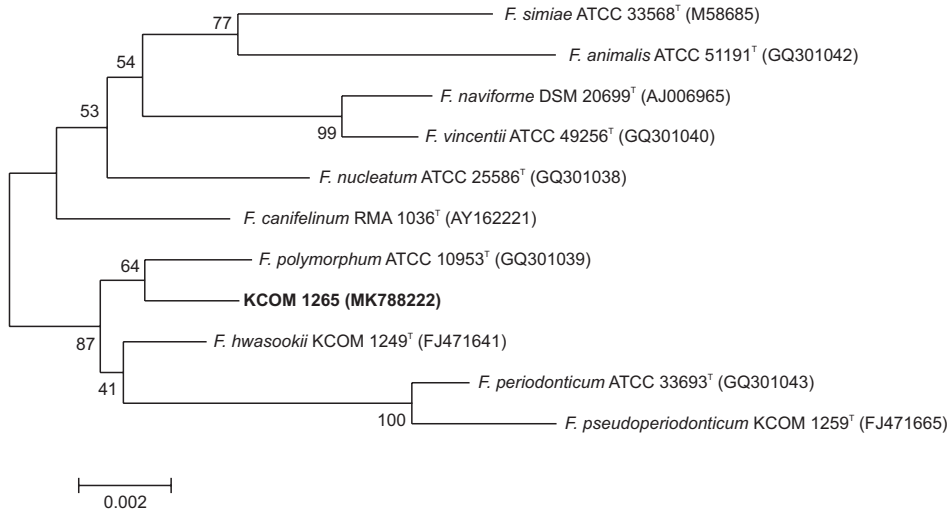 77
F. simiae ATCC 33568ᵀ (M58685)
F. animalis ATCC 51191ᵀ (GQ301042)
54
F. naviforme DSM 20699ᵀ (AJ006965)
53
99
F. vincentii ATCC 49256ᵀ (GQ301040)
F. nucleatum ATCC 25586ᵀ (GQ301038)
F. canifelinum RMA 1036ᵀ (AY162221)
64
F. polymorphum ATCC 10953ᵀ (GQ301039)
KCOM 1265 (MK788222)
87
F. hwasookii KCOM 1249ᵀ (FJ471641)
41
F. periodonticum ATCC 33693ᵀ (GQ301043)
100
F. pseudoperiodonticum KCOM 1259ᵀ (FJ471665)
0.002